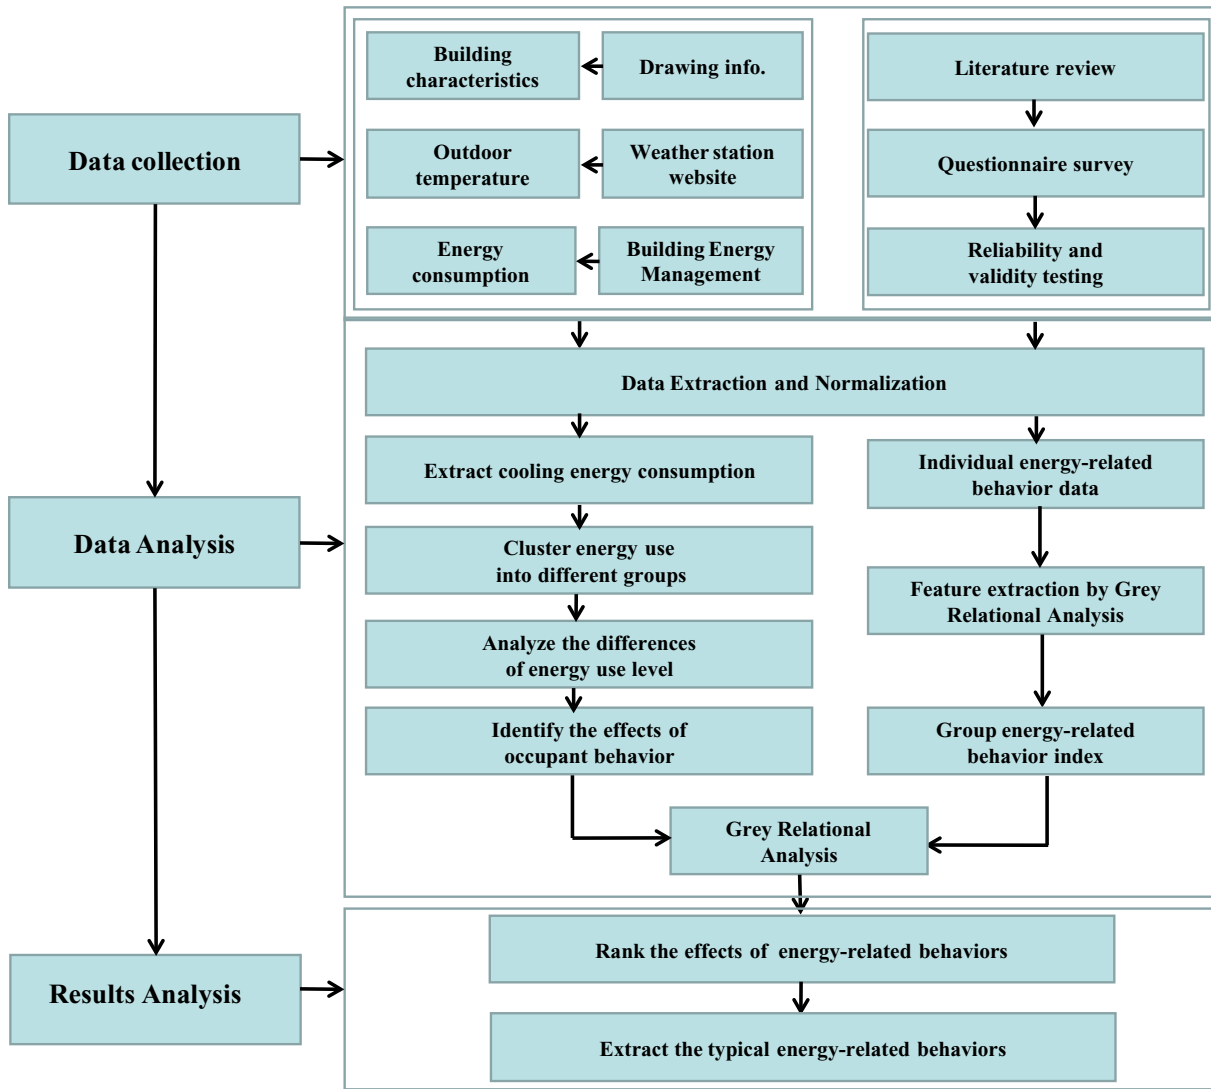 Data collection
Building
characteristics
Drawing info.
Outdoor
temperature
Weather station
website
Energy
consumption
Building Energy
Management
Literature review
Questionnaire survey
Reliability and
validity testing
Data Analysis
Data Extraction and Normalization
Extract cooling energy consumption
Cluster energy use
into different groups
Analyze the differences
of energy use level
Identify the effects of
occupant behavior
Individual energy-related
behavior data
Feature extraction by Grey
Relational Analysis
Group energy-related
behavior index
Grey Relational
Analysis
Results Analysis
Rank the effects of energy-related behaviors
Extract the typical energy-related behaviors